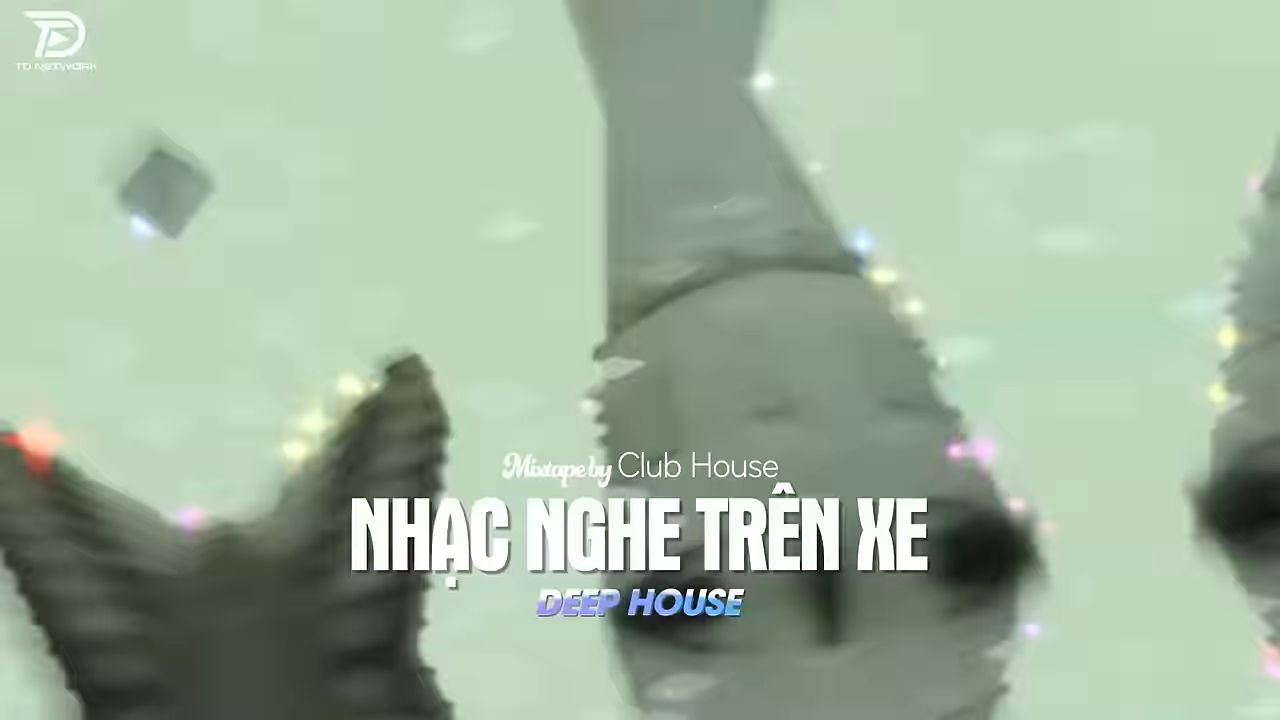 TD NETWORK
Mixtape by Club House
NHẠC NGHE TRÊN XE
DEEP HOUSE